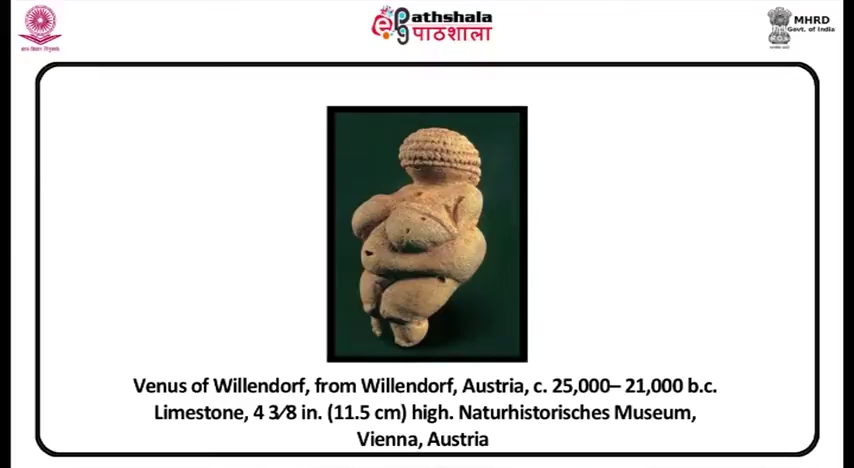 ePathshala
पाठशाला
MHRD
Govt. of India
Venus of Willendorf, from Willendorf, Austria, c. 25,000– 21,000 b.c.
Limestone, 4 3⁄8 in. (11.5 cm) high. Naturhistorisches Museum,
Vienna, Austria